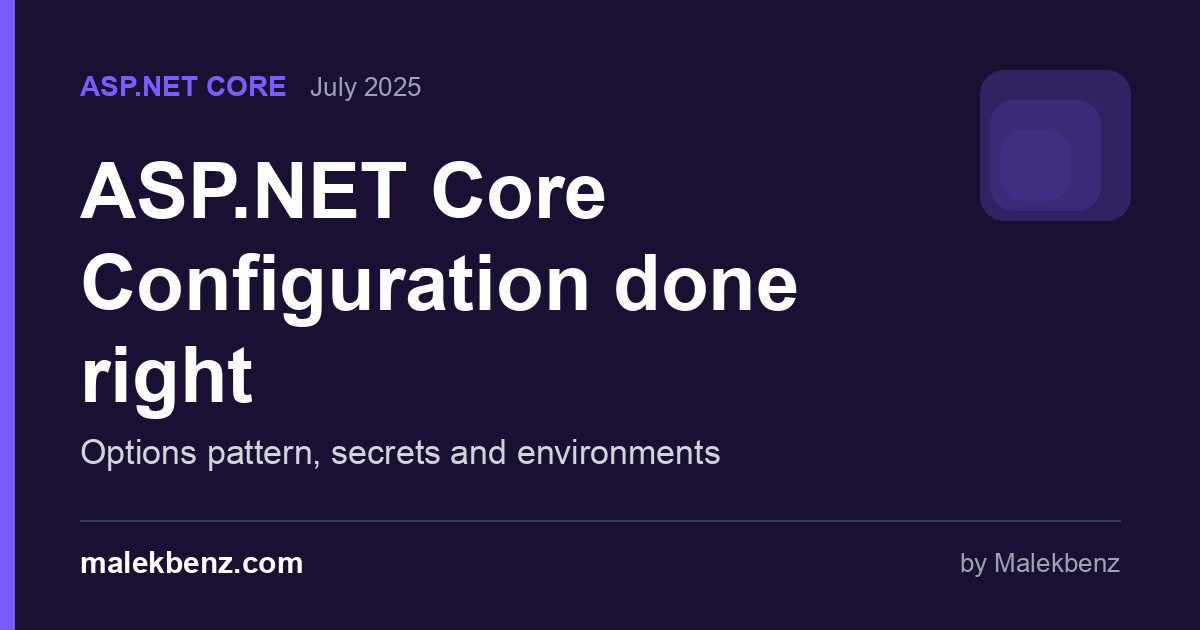 ASP.NET CORE July 2025
ASP.NET Core
Configuration done
right
Options pattern, secrets and environments
malekbenz.com
by Malekbenz